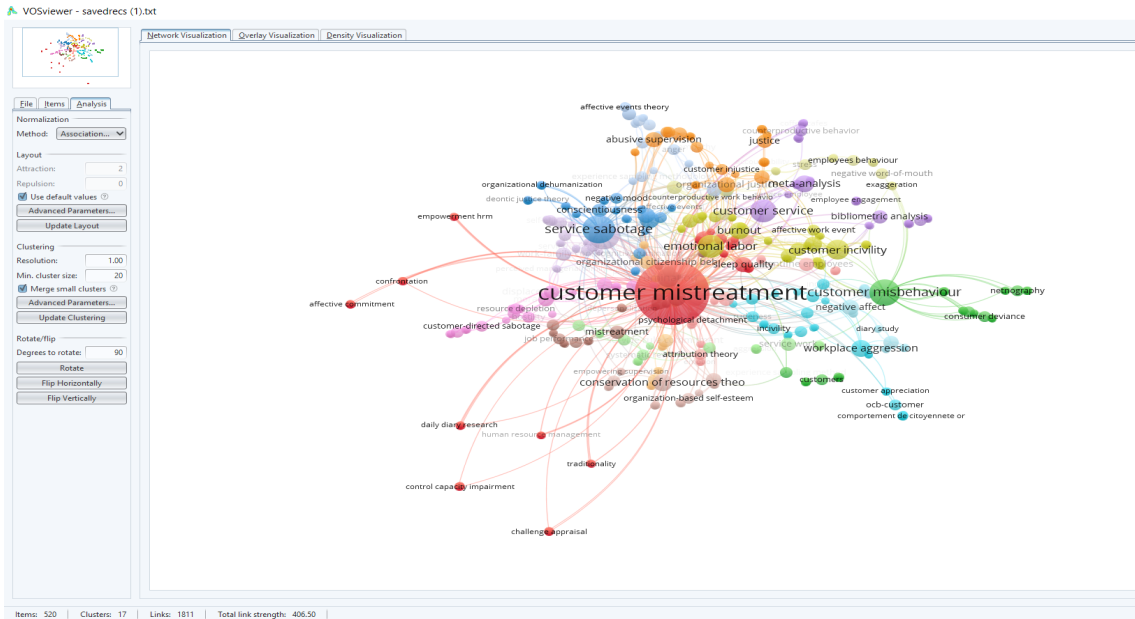 VOSviewer - savedrecs (1).txt
Network Visualization Overlay Visualization Density Visualization
File Items Analysis
Normalization
Method: Association...
Layout
Attraction: 2
Repulsion: 0
Use default values
Advanced Parameters...
Update Layout
Clustering
Resolution: 1.00
Min. cluster size: 20
Merge small clusters
Advanced Parameters...
Update Clustering
Rotate/flip
Degrees to rotate: 90
Rotate
Flip Horizontally
Flip Vertically
affective events theory
counterproductive behavior
abusive supervision
justice
anger
stress
employees behaviour
customer injustice
negative word-of-mouth
organizational dehumanization
organizational justice
meta-analysis
exaggeration
deontic justice theory
negative mood
counterproductive work behavio
employee engagement
conscientiousness
customer service
empowerment hrm
bibliometric analysis
service sabotage
burnout
affective work event
emotional labor
customer incivility
organizational citizenship beha
sleep quality
employees
confrontation
customer mistreatment
customer misbehaviour
netnography
affective commitment
resource depletion
negative affect
psychological detachment
consumer deviance
customer-directed sabotage
mistreatment
incivility
diary study
job performance
service work
workplace aggression
attribution theory
empowering supervision
conservation of resources theo
customers
customer appreciation
organization-based self-esteem
ocb-customer
comportement de citoyennete or
daily diary research
human resource management
traditionality
control capacity impairment
challenge appraisal
Items: 520 Clusters: 17 Links: 1811 Total link strength: 406.50